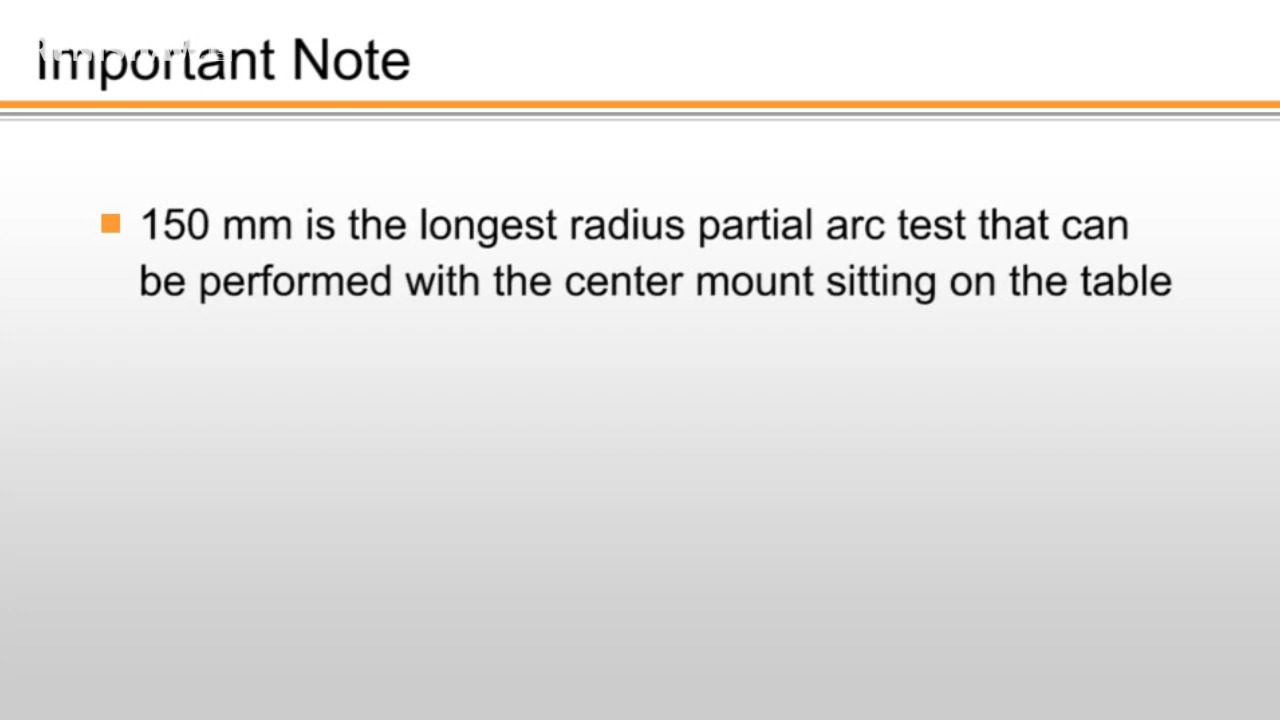 Important Note
150 mm is the longest radius partial arc test that can
be performed with the center mount sitting on the table